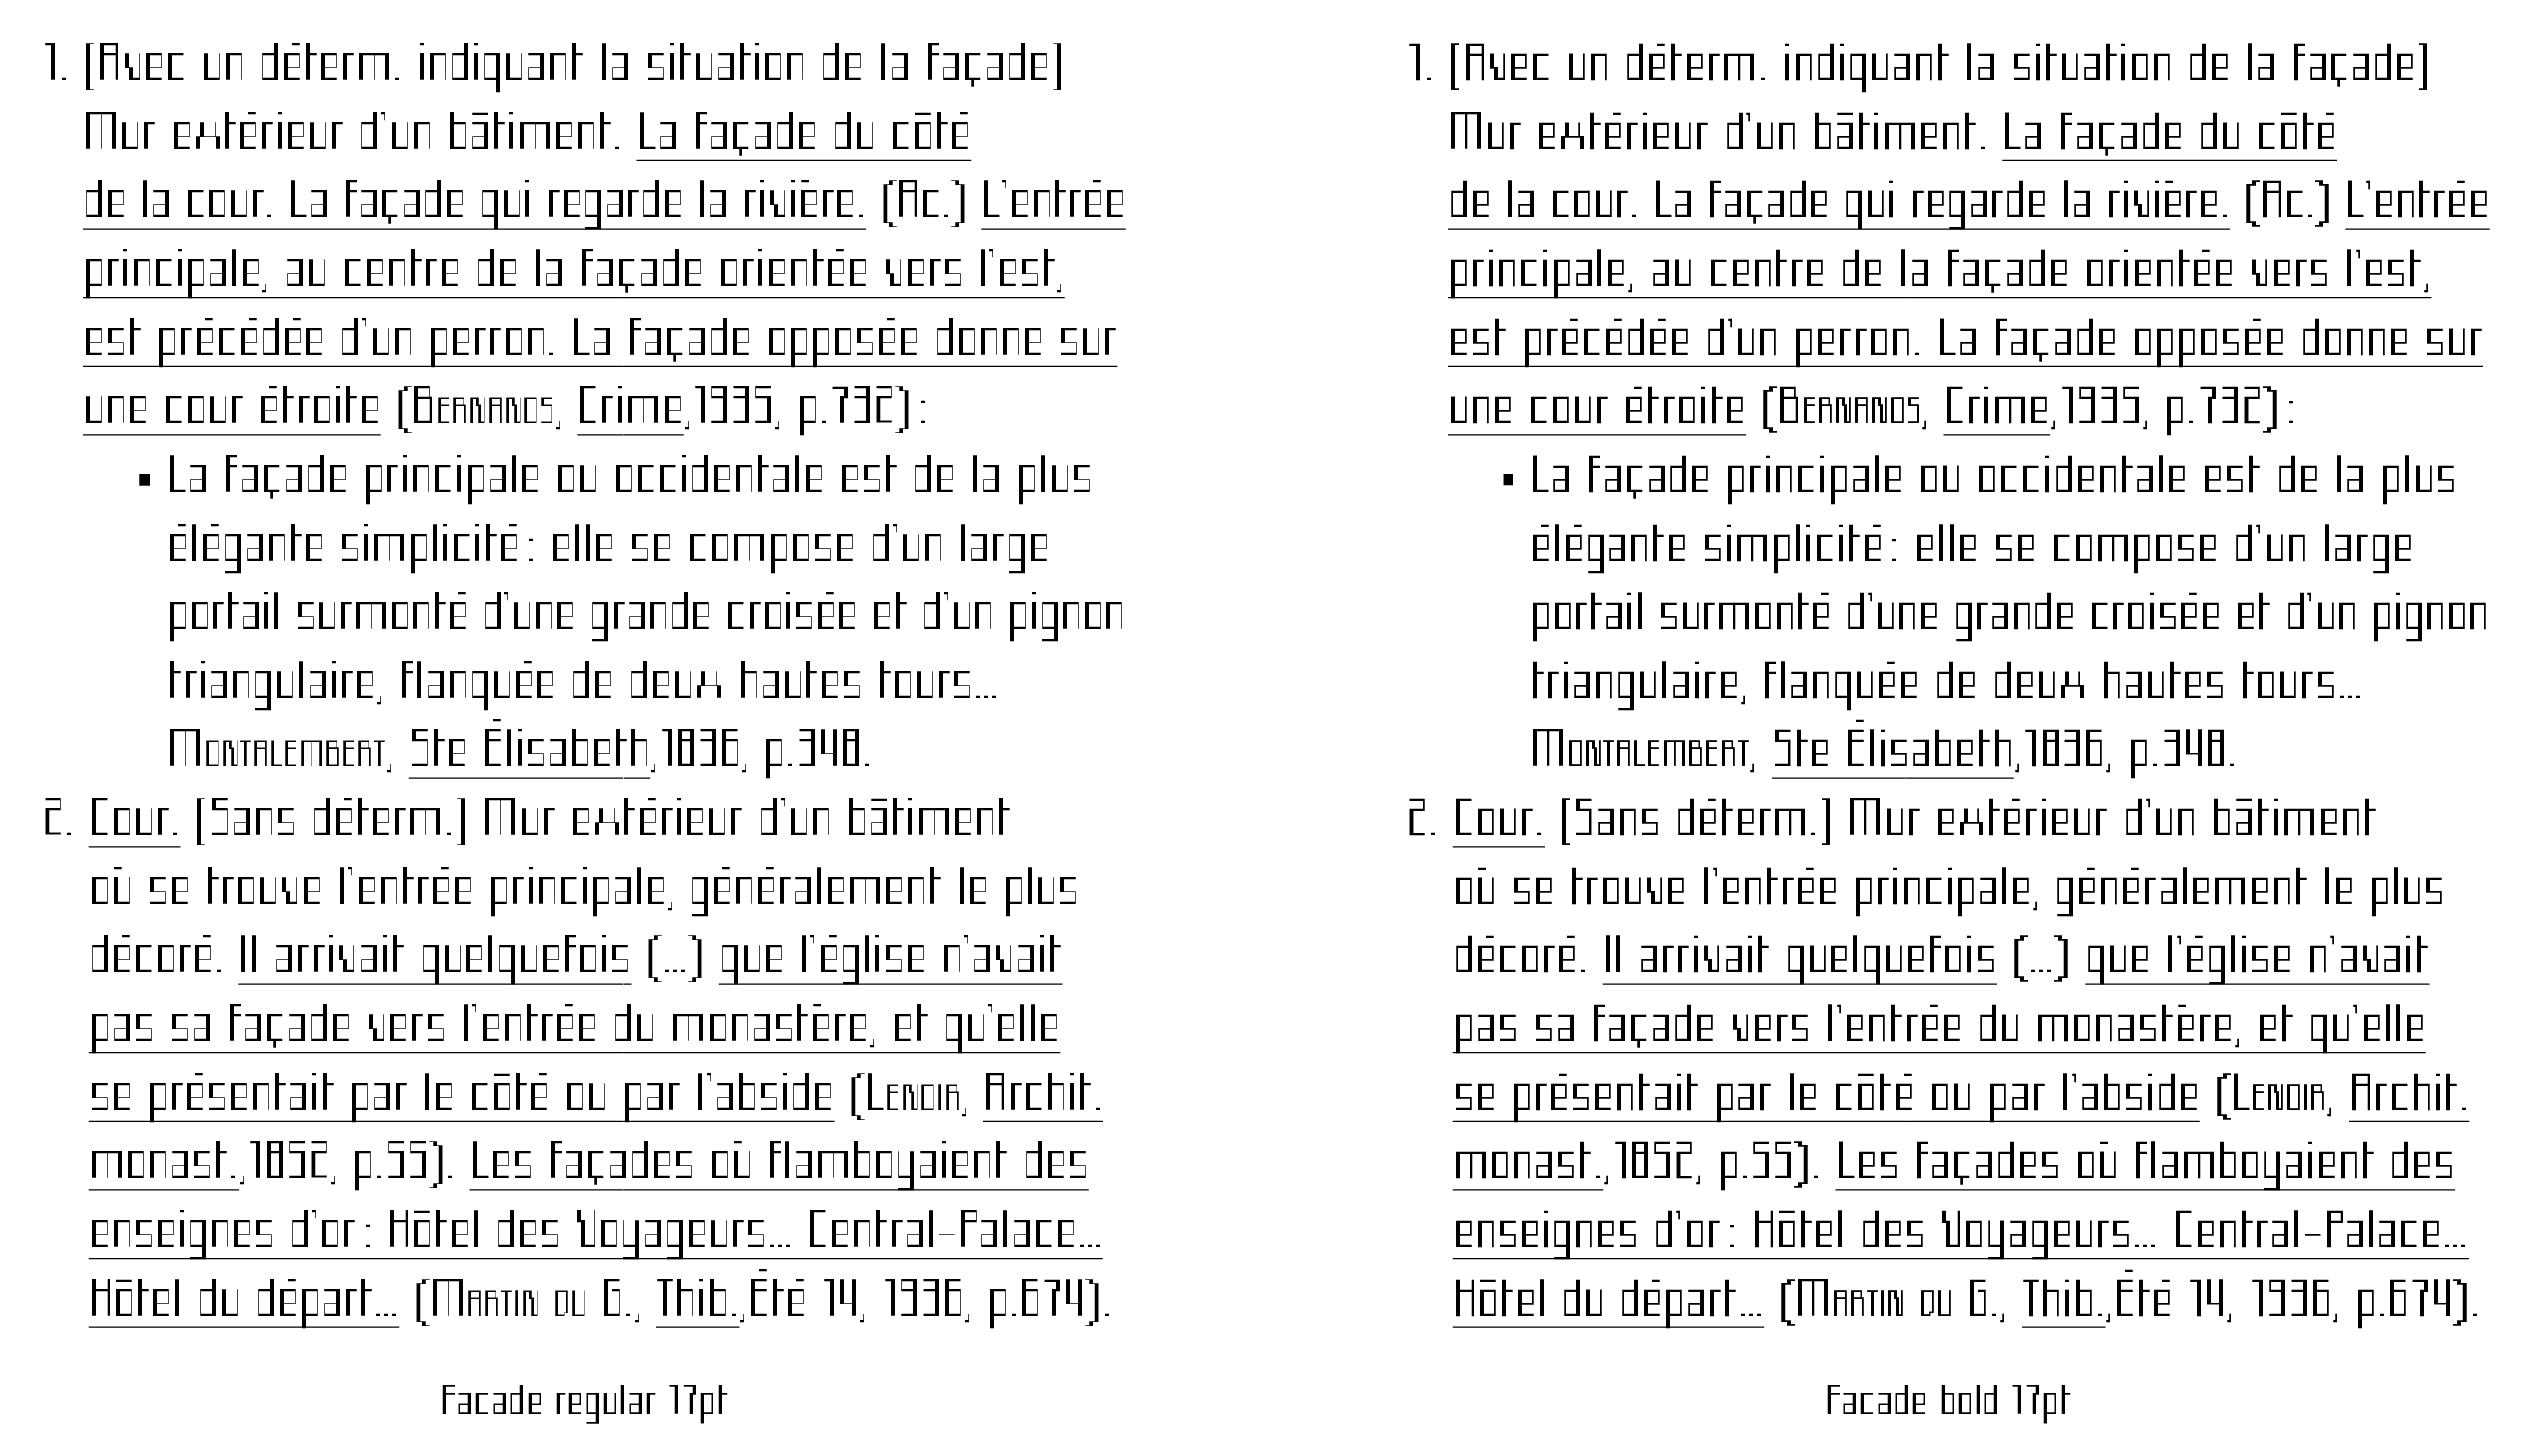 1. [Avec un déterm. indiquant la situation de la façade]
Mur extérieur d'un bâtiment. La façade du côté
de la cour. La façade qui regarde la rivière. (Ac.) L'entrée
principale, au centre de la façade orientée vers l'est,
est précédée d'un perron. La façade opposée donne sur
une cour étroite (Bernanos, Crime,1935, p.732) :
▪ La façade principale ou occidentale est de la plus
élégante simplicité : elle se compose d'un large
portail surmonté d'une grande croisée et d'un pignon
triangulaire, flanquée de deux hautes tours...
Montalembert, Ste Élisabeth,1836, p.348.
2. Cour. [Sans déterm.] Mur extérieur d'un bâtiment
où se trouve l'entrée principale, généralement le plus
décoré. Il arrivait quelquefois (...) que l'église n'avait
pas sa façade vers l'entrée du monastère, et qu'elle
se présentait par le côté ou par l'abside (Lenoir, Archit.
monast.,1852, p.55). Les façades où flamboyaient des
enseignes d'or : Hôtel des Voyageurs... Central-Palace...
Hôtel du départ... (Martin du G., Thib.,Été 14, 1936, p.674).
Facade regular 17pt
1. [Avec un déterm. indiquant la situation de la façade]
Mur extérieur d'un bâtiment. La façade du côté
de la cour. La façade qui regarde la rivière. (Ac.) L'entrée
principale, au centre de la façade orientée vers l'est,
est précédée d'un perron. La façade opposée donne sur
une cour étroite (Bernanos, Crime,1935, p.732) :
▪ La façade principale ou occidentale est de la plus
élégante simplicité : elle se compose d'un large
portail surmonté d'une grande croisée et d'un pignon
triangulaire, flanquée de deux hautes tours...
Montalembert, Ste Élisabeth,1836, p.348.
2. Cour. [Sans déterm.] Mur extérieur d'un bâtiment
où se trouve l'entrée principale, généralement le plus
décoré. Il arrivait quelquefois (...) que l'église n'avait
pas sa façade vers l'entrée du monastère, et qu'elle
se présentait par le côté ou par l'abside (Lenoir, Archit.
monast.,1852, p.55). Les façades où flamboyaient des
enseignes d'or : Hôtel des Voyageurs... Central-Palace...
Hôtel du départ... (Martin du G., Thib.,Été 14, 1936, p.674).
Facade bold 17pt